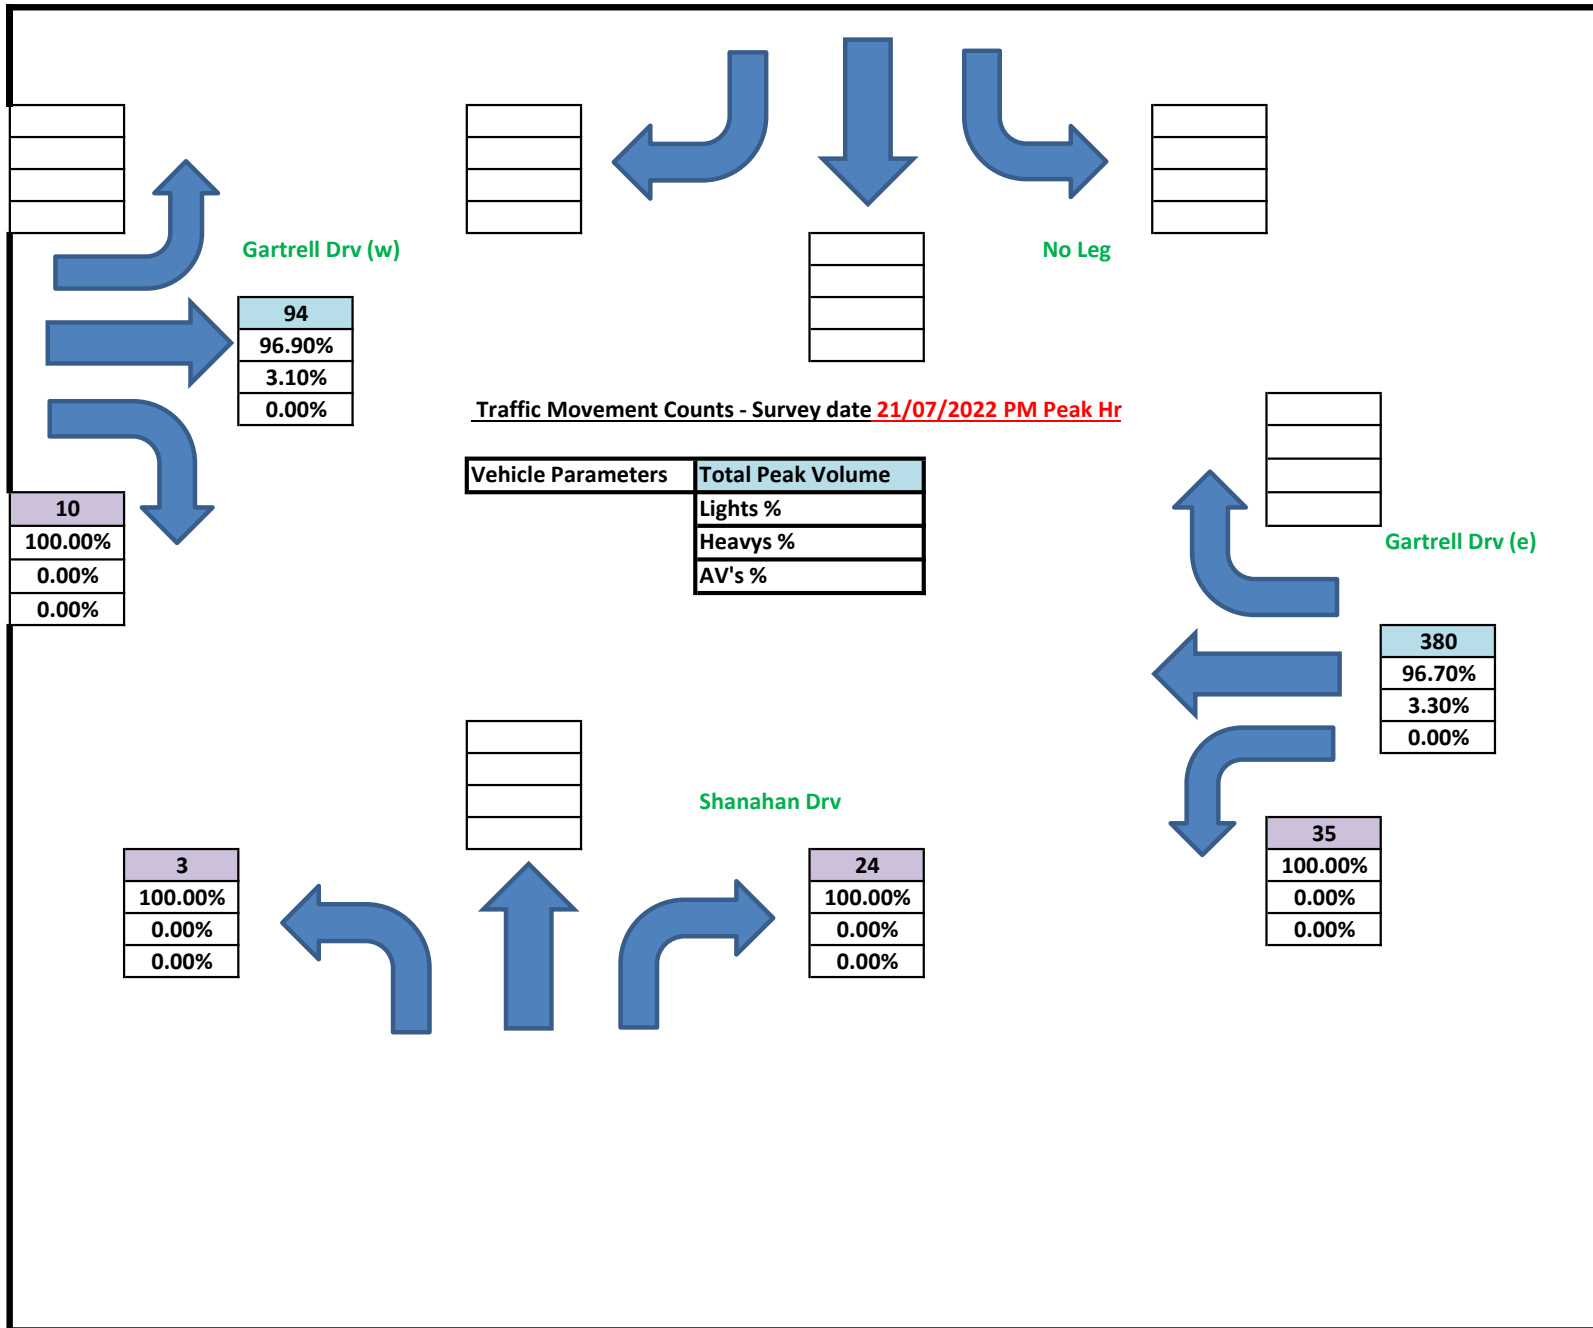 Gartrell Drv (w)
No Leg
94
96.90%
3.10%
0.00%
Traffic Movement Counts - Survey date 21/07/2022 PM Peak Hr
Vehicle Parameters Total Peak Volume
Lights %
Heavys %
AV's %
10
100.00%
0.00%
0.00%
Gartrell Drv (e)
380
96.70%
3.30%
0.00%
Shanahan Drv
35
100.00%
0.00%
0.00%
3
100.00%
0.00%
0.00%
24
100.00%
0.00%
0.00%